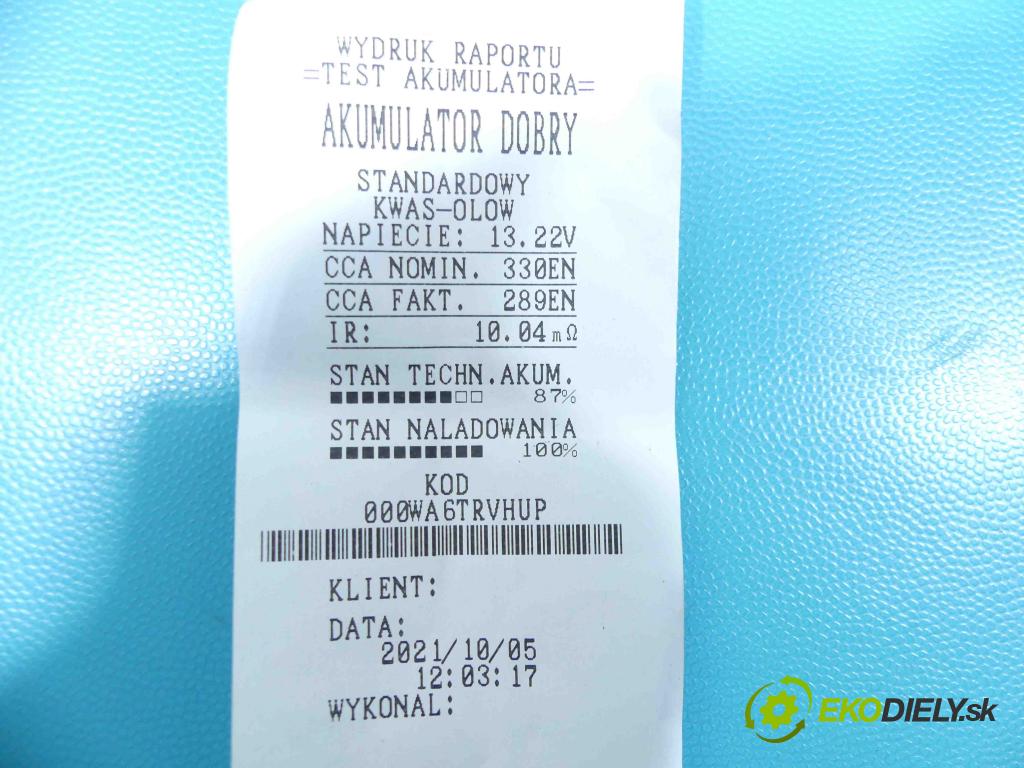 WYDRUK RAPORTU
=TEST AKUMULATORA=
AKUMULATOR DOBRY
STANDARDOWY
KWAS-OLOW
NAPIECIE: 13.22V
CCA NOMIN. 330EN
CCA FAKT. 289EN
IR: 10.04mΩ
STAN TECHN.AKUM.
87%
STAN NALADOWANIA
100%
KOD
000WA6TRVHUP
KLIENT:
DATA:
2021/10/05
12:03:17
WYKONAL:
EKODIELY.sk